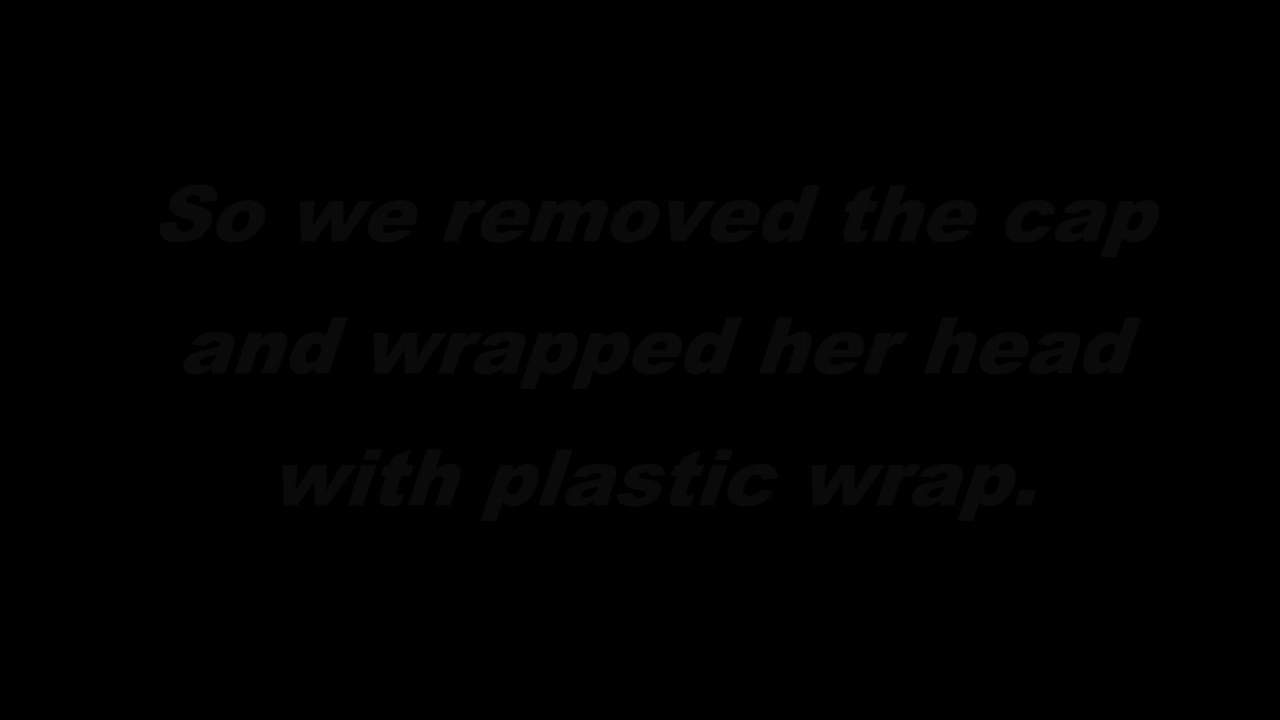 So we removed the cap
and wrapped her head
with plastic wrap.